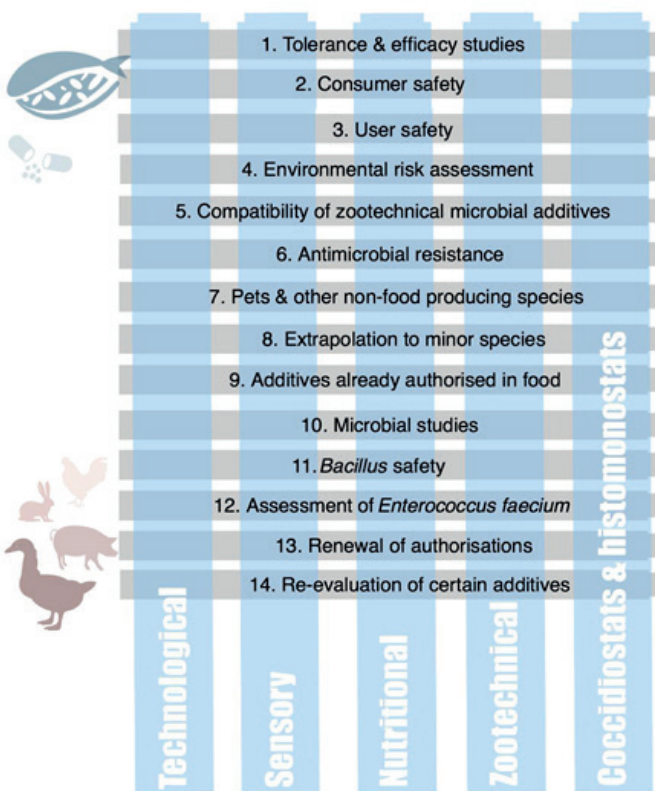 1. Tolerance & efficacy studies
2. Consumer safety
3. User safety
4. Environmental risk assessment
5. Compatibility of zootechnical microbial additives
6. Antimicrobial resistance
7. Pets & other non-food producing species
8. Extrapolation to minor species
9. Additives already authorised in food
10. Microbial studies
11. Bacillus safety
12. Assessment of Enterococcus faecium
13. Renewal of authorisations
14. Re-evaluation of certain additives
Technological
Sensory
Nutritional
Zootechnical
Coccidiostats & histomonostats